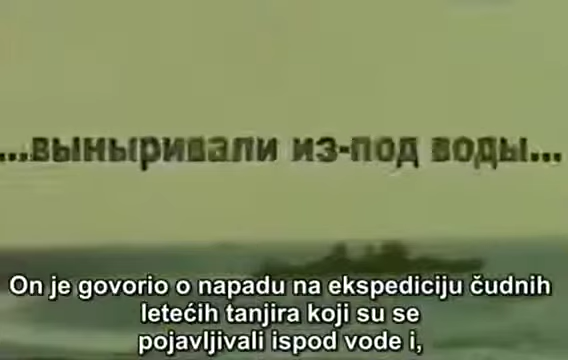 ...выныривали из-под воды...
On je govorio o napadu na ekspediciju čudnih
letećih tanjira koji su se
pojavljivali ispod vode i,